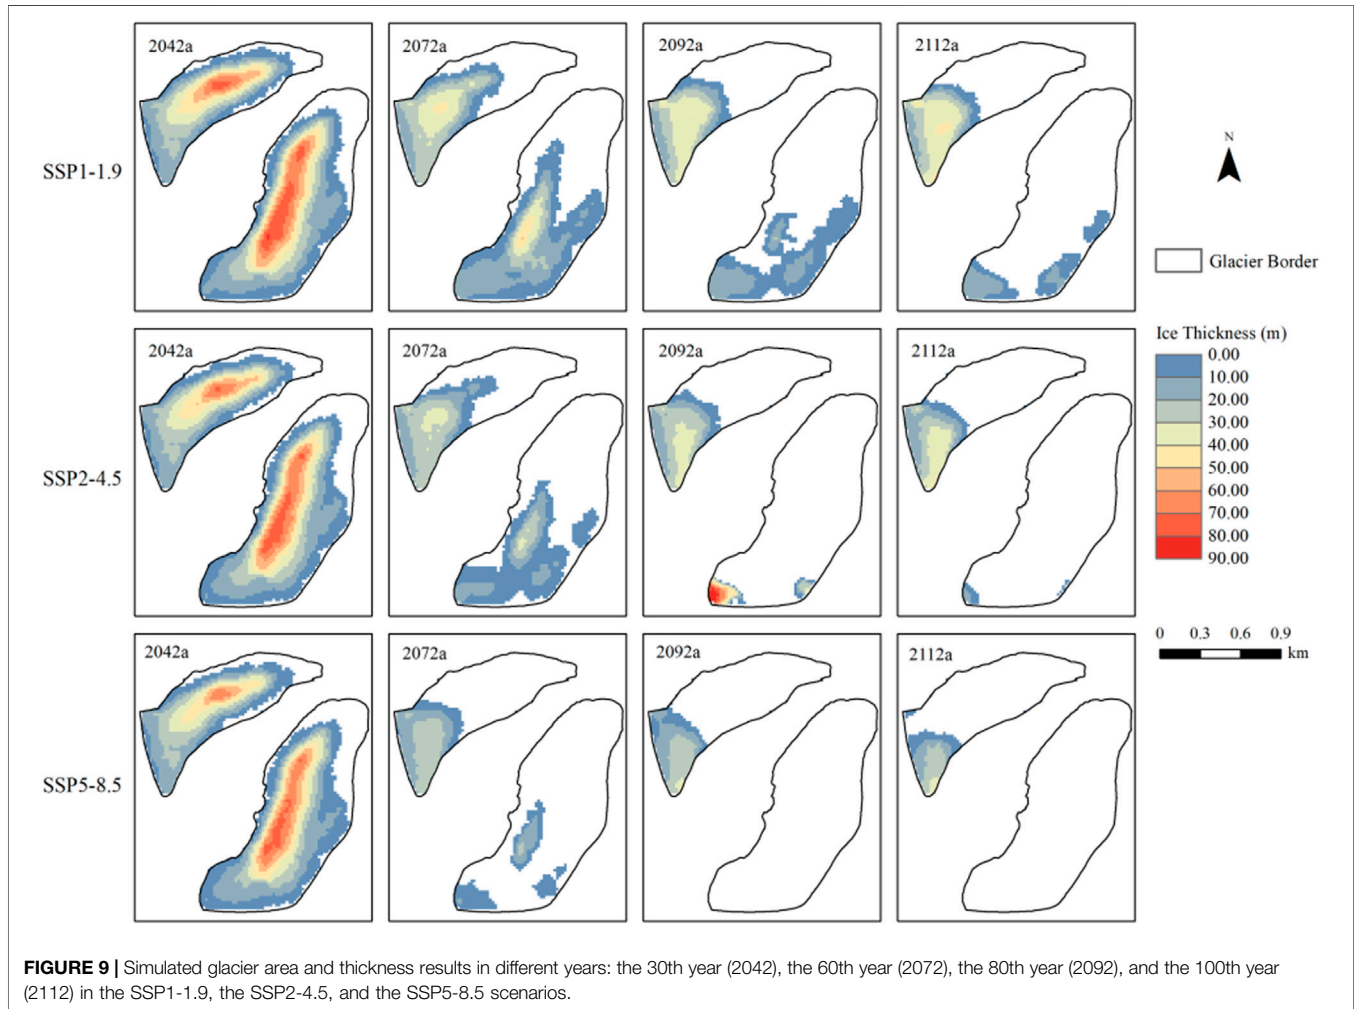 2042a
2072a
2092a
2112a
SSP1-1.9
N
Glacier Border
2042a
2072a
2092a
2112a
SSP2-4.5
Ice Thickness (m)
0.00
10.00
20.00
30.00
40.00
50.00
60.00
70.00
80.00
90.00
0 0.3 0.6 0.9
km
2042a
2072a
2092a
2112a
SSP5-8.5
FIGURE 9 | Simulated glacier area and thickness results in different years: the 30th year (2042), the 60th year (2072), the 80th year (2092), and the 100th year
(2112) in the SSP1-1.9, the SSP2-4.5, and the SSP5-8.5 scenarios.